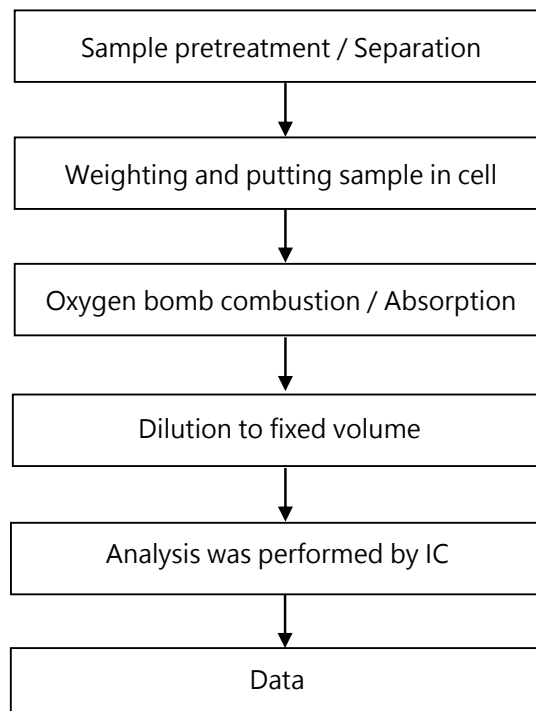 Sample pretreatment / Separation
Weighting and putting sample in cell
Oxygen bomb combustion / Absorption
Dilution to fixed volume
Analysis was performed by IC
Data